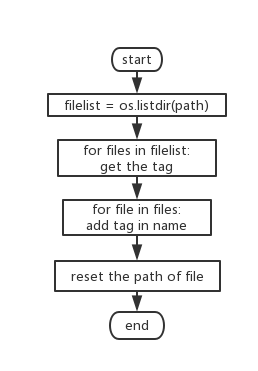 start
filelist = os.listdir(path)
for files in filelist:
get the tag
for file in files:
add tag in name
reset the path of file
end